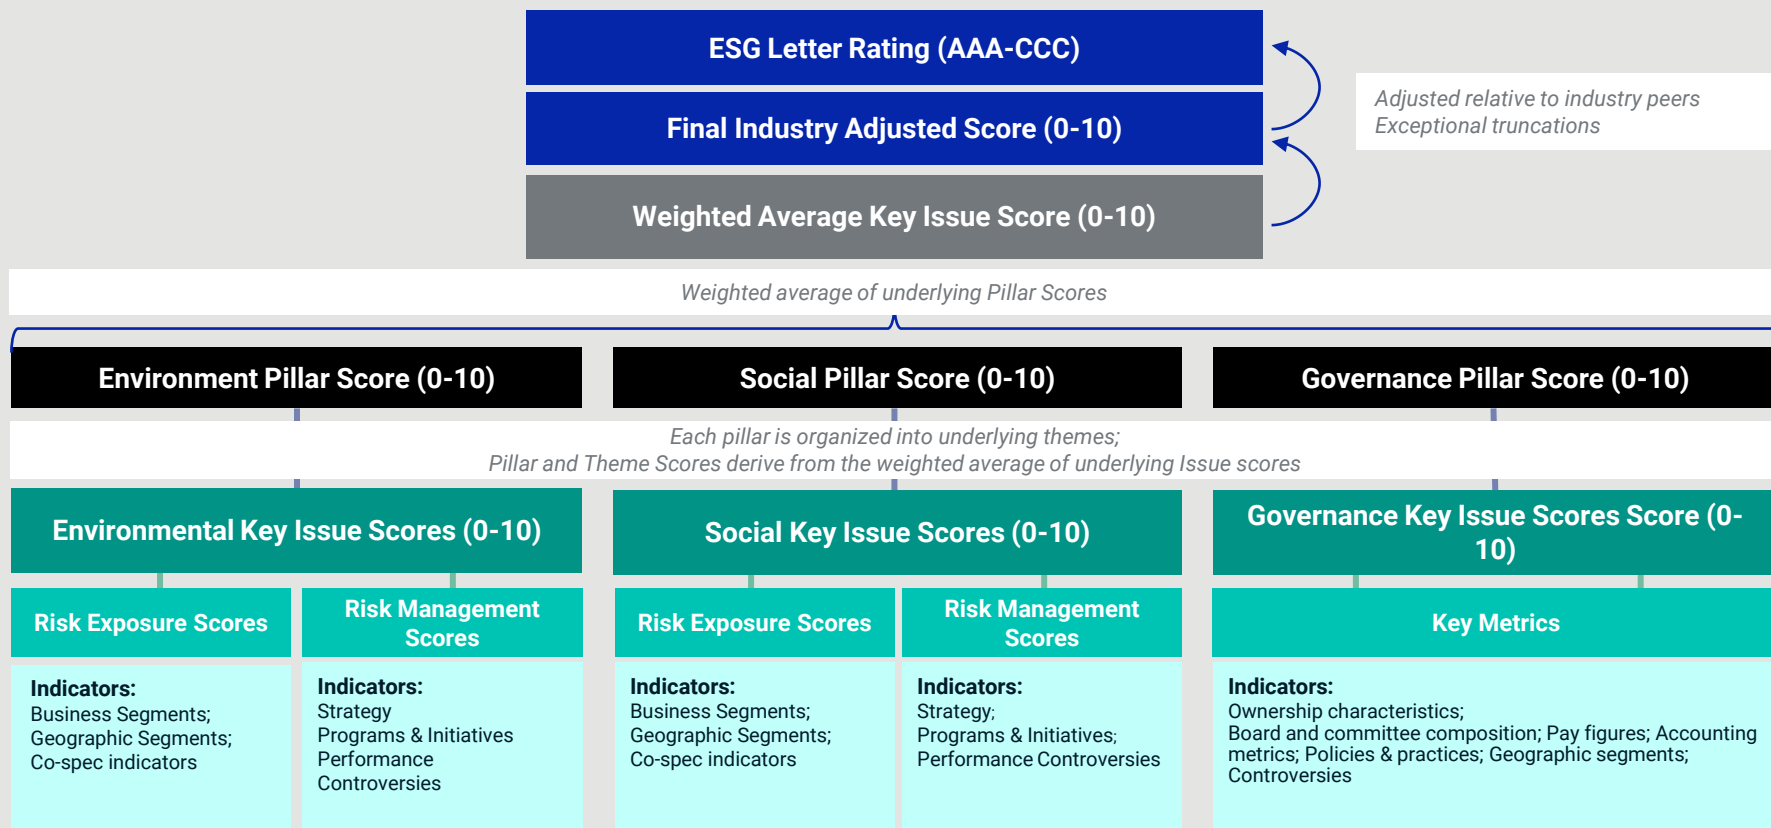 ESG Letter Rating (AAA-CCC)
Final Industry Adjusted Score (0-10)
Adjusted relative to industry peers
Exceptional truncations
Weighted Average Key Issue Score (0-10)
Weighted average of underlying Pillar Scores
Environment Pillar Score (0-10)
Social Pillar Score (0-10)
Governance Pillar Score (0-10)
Each pillar is organized into underlying themes;
Pillar and Theme Scores derive from the weighted average of underlying Issue scores
Environmental Key Issue Scores (0-10)
Social Key Issue Scores (0-10)
Governance Key Issue Scores Score (0-
10)
Risk Exposure Scores
Risk Management
Scores
Risk Exposure Scores
Risk Management
Scores
Key Metrics
Indicators:
Business Segments;
Geographic Segments;
Co-spec indicators
Indicators:
Strategy
Programs & Initiatives
Performance
Controversies
Indicators:
Business Segments;
Geographic Segments;
Co-spec indicators
Indicators:
Strategy;
Programs & Initiatives;
Performance Controversies
Indicators:
Ownership characteristics;
Board and committee composition; Pay figures; Accounting
metrics; Policies & practices; Geographic segments;
Controversies